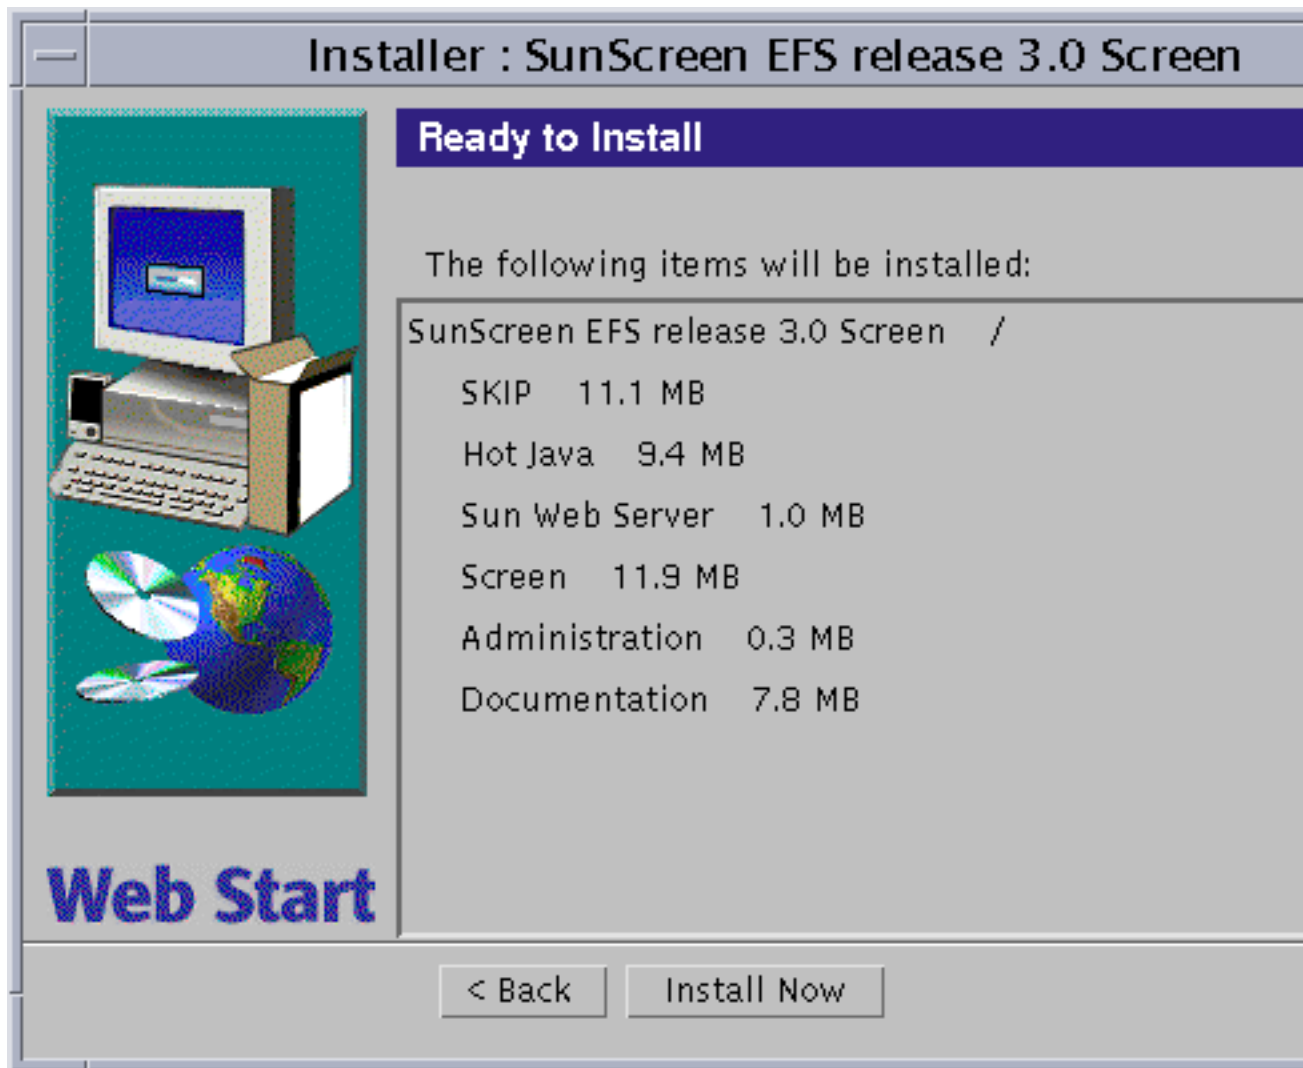 Installer : SunScreen EFS release 3.0 Screen
Ready to Install
The following items will be installed:
SunScreen EFS release 3.0 Screen /
SKIP 11.1 MB
Hot Java 9.4 MB
Sun Web Server 1.0 MB
Screen 11.9 MB
Administration 0.3 MB
Documentation 7.8 MB
Web Start
< Back Install Now